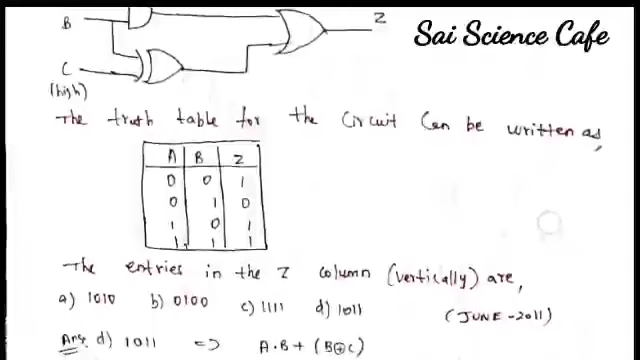 B
Z
Sai Science Cafe
C
(high)
The truth table for the circuit can be written as,
A B Z
0 0 1
0 1 0
1 0 1
1 1 1
The entries in the Z column (vertically) are,
a) 1010 b) 0100 c) 1111 d) 1011 (JUNE-2011)
Ans. d) 1011 => A.B + (B⊕C)